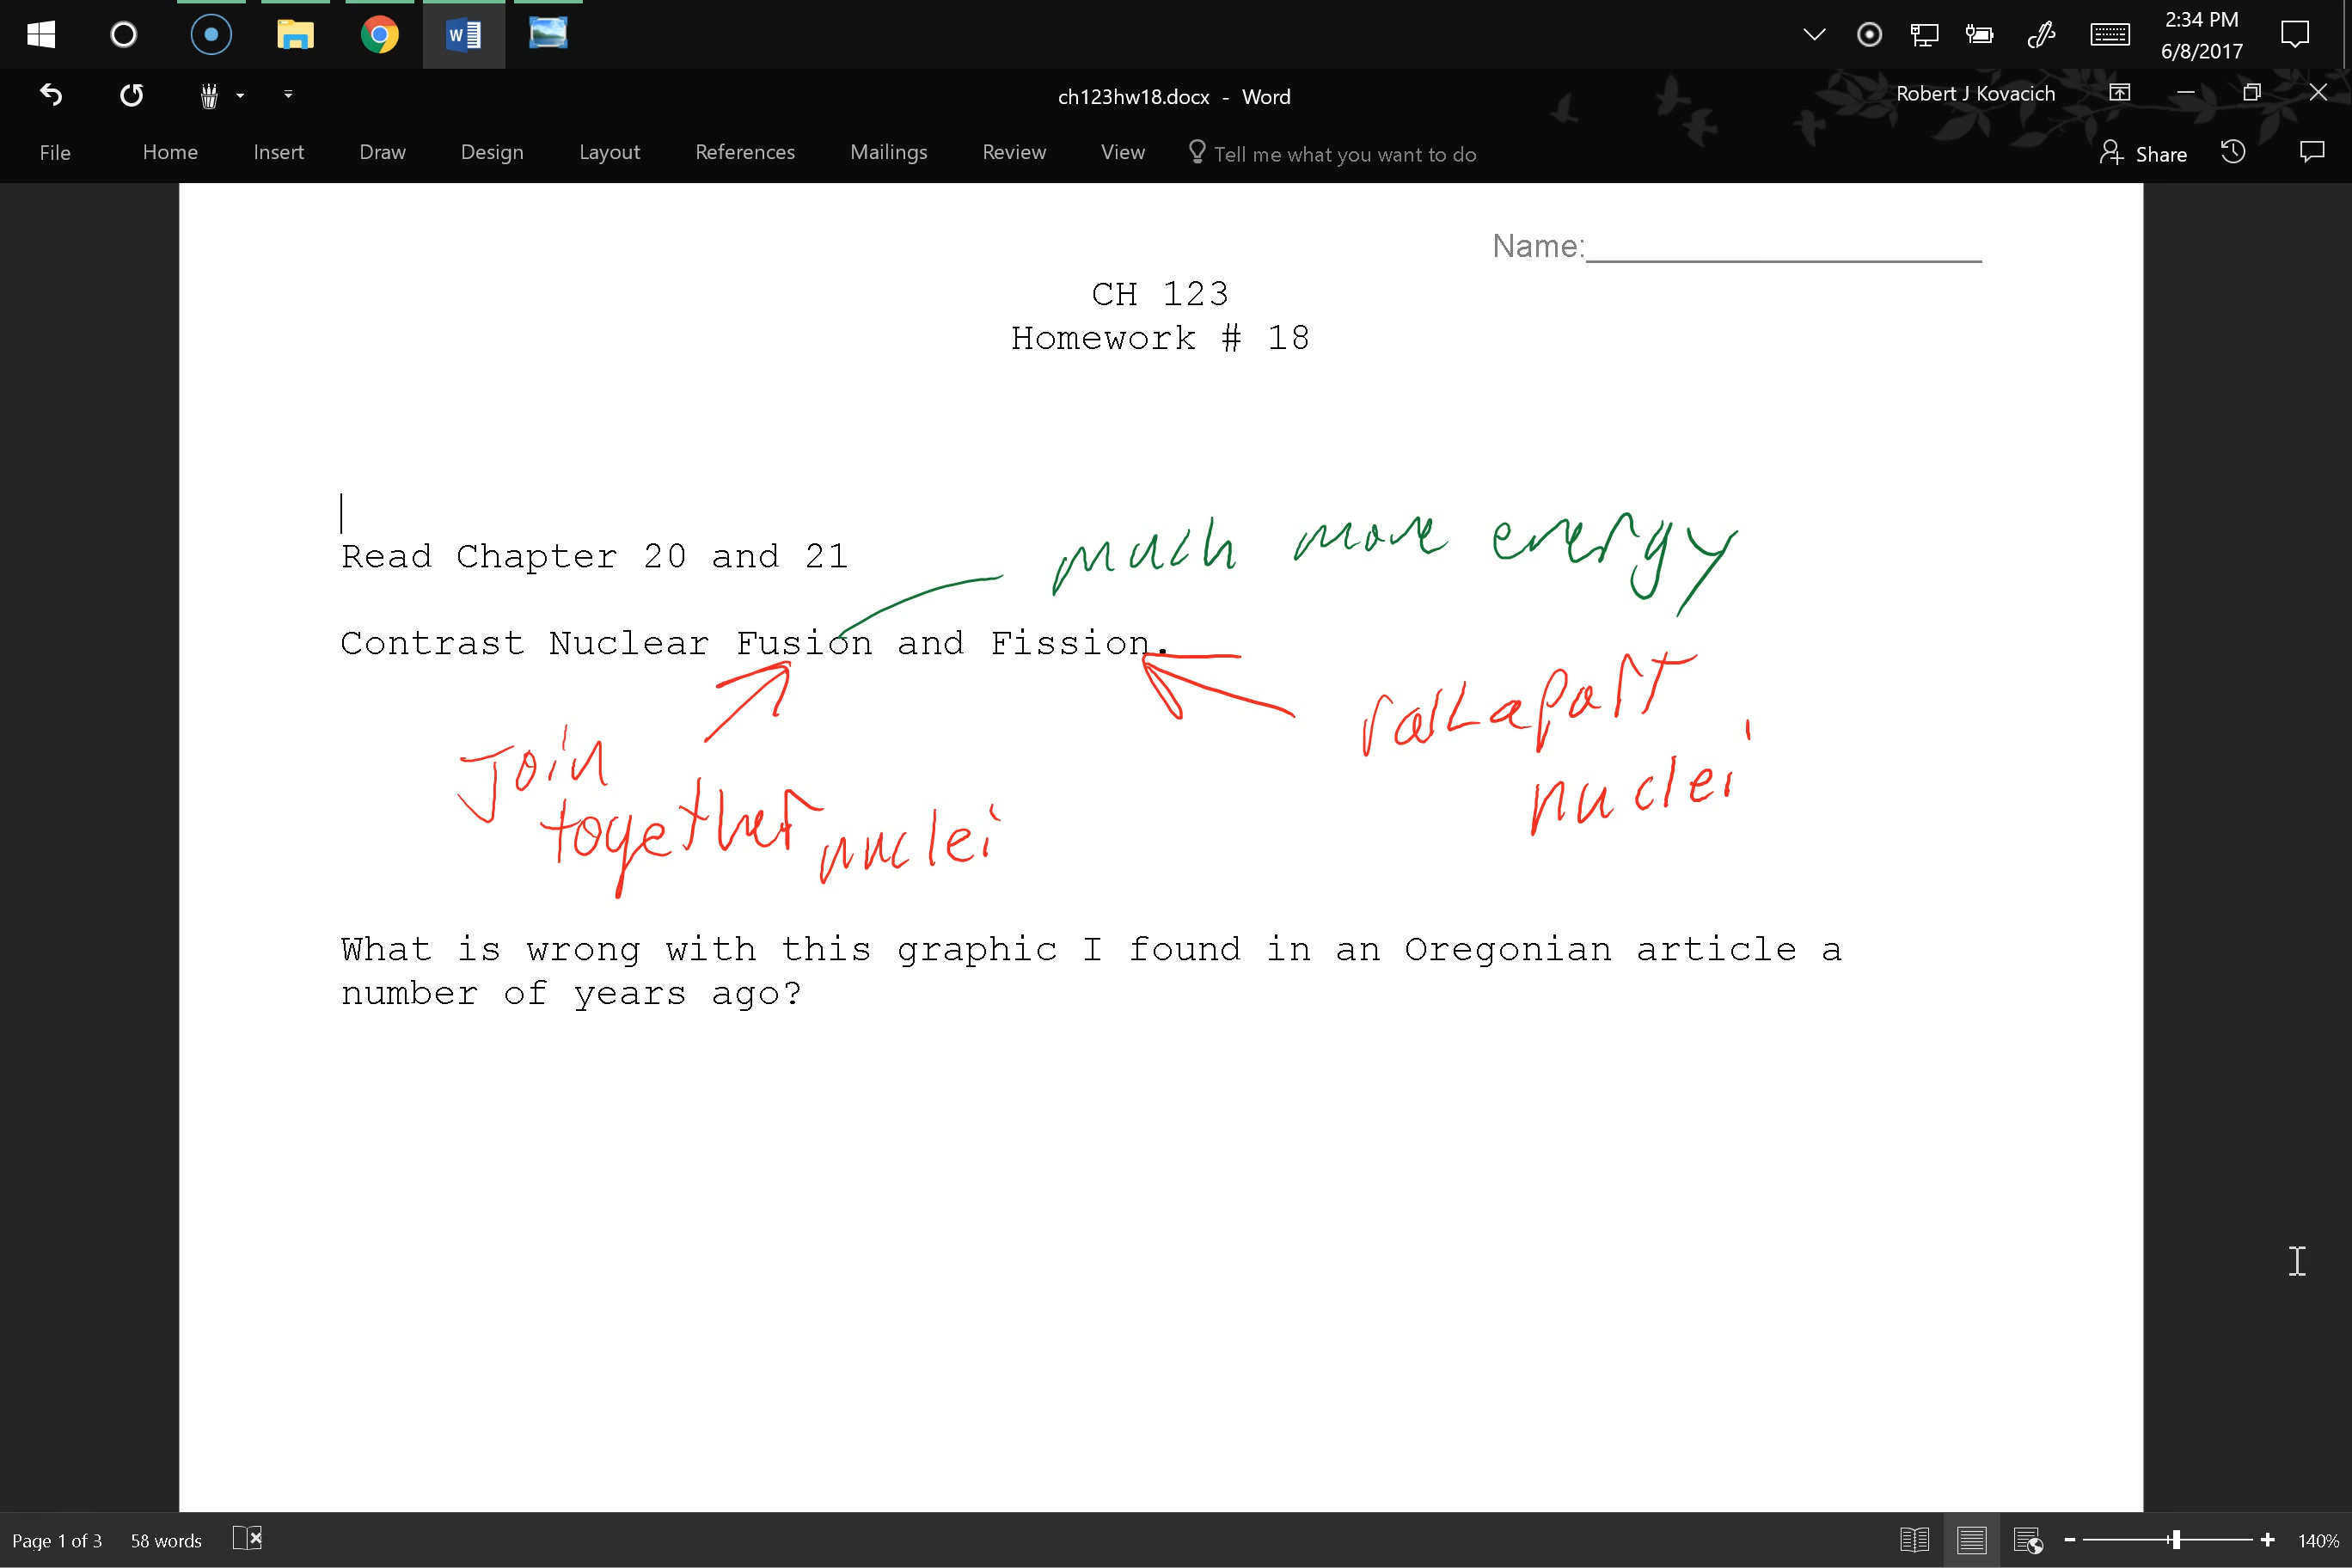 2:34 PM
6/8/2017
ch123hw18.docx - Word
Robert J Kovacich
File Home Insert Draw Design Layout References Mailings Review View Tell me what you want to do Share
Name:
CH 123
Homework # 18
much more energy
Read Chapter 20 and 21
Contrast Nuclear Fusion and Fission.
apart
nuclei
Join
together nuclei
What is wrong with this graphic I found in an Oregonian article a
number of years ago?
Page 1 of 3 58 words 140%